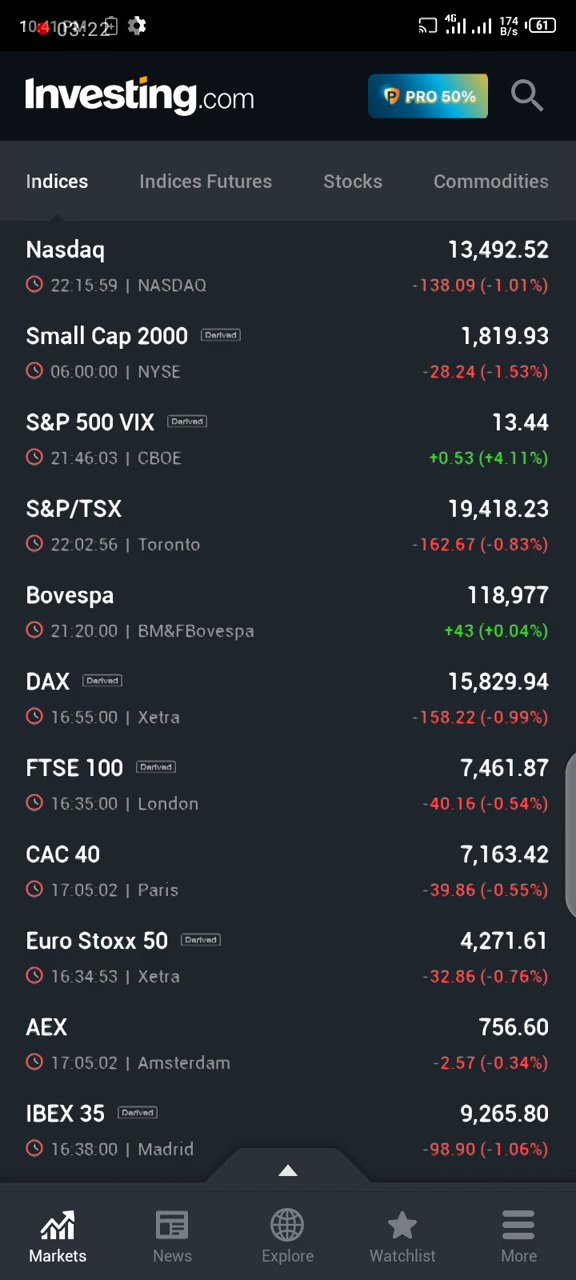 10:41 PM 03:22 4G 174 B/s 61
Investing.com PRO 50%
Indices Indices Futures Stocks Commodities
Nasdaq 13,492.52
22:15:59 | NASDAQ -138.09 (-1.01%)
Small Cap 2000 Derived 1,819.93
06:00:00 | NYSE -28.24 (-1.53%)
S&P 500 VIX Derived 13.44
21:46:03 | CBOE +0.53 (+4.11%)
S&P/TSX 19,418.23
22:02:56 | Toronto -162.67 (-0.83%)
Bovespa 118,977
21:20:00 | BM&FBovespa +43 (+0.04%)
DAX Derived 15,829.94
16:55:00 | Xetra -158.22 (-0.99%)
FTSE 100 Derived 7,461.87
16:35:00 | London -40.16 (-0.54%)
CAC 40 7,163.42
17:05:02 | Paris -39.86 (-0.55%)
Euro Stoxx 50 Derived 4,271.61
16:34:53 | Xetra -32.86 (-0.76%)
AEX 756.60
17:05:02 | Amsterdam -2.57 (-0.34%)
IBEX 35 Derived 9,265.80
16:38:00 | Madrid -98.90 (-1.06%)
Markets News Explore Watchlist More